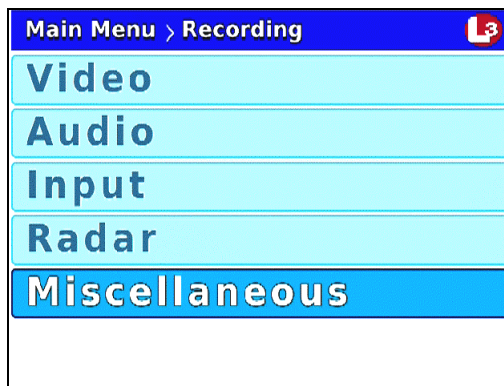 Main Menu > Recording L3
Video
Audio
Input
Radar
Miscellaneous